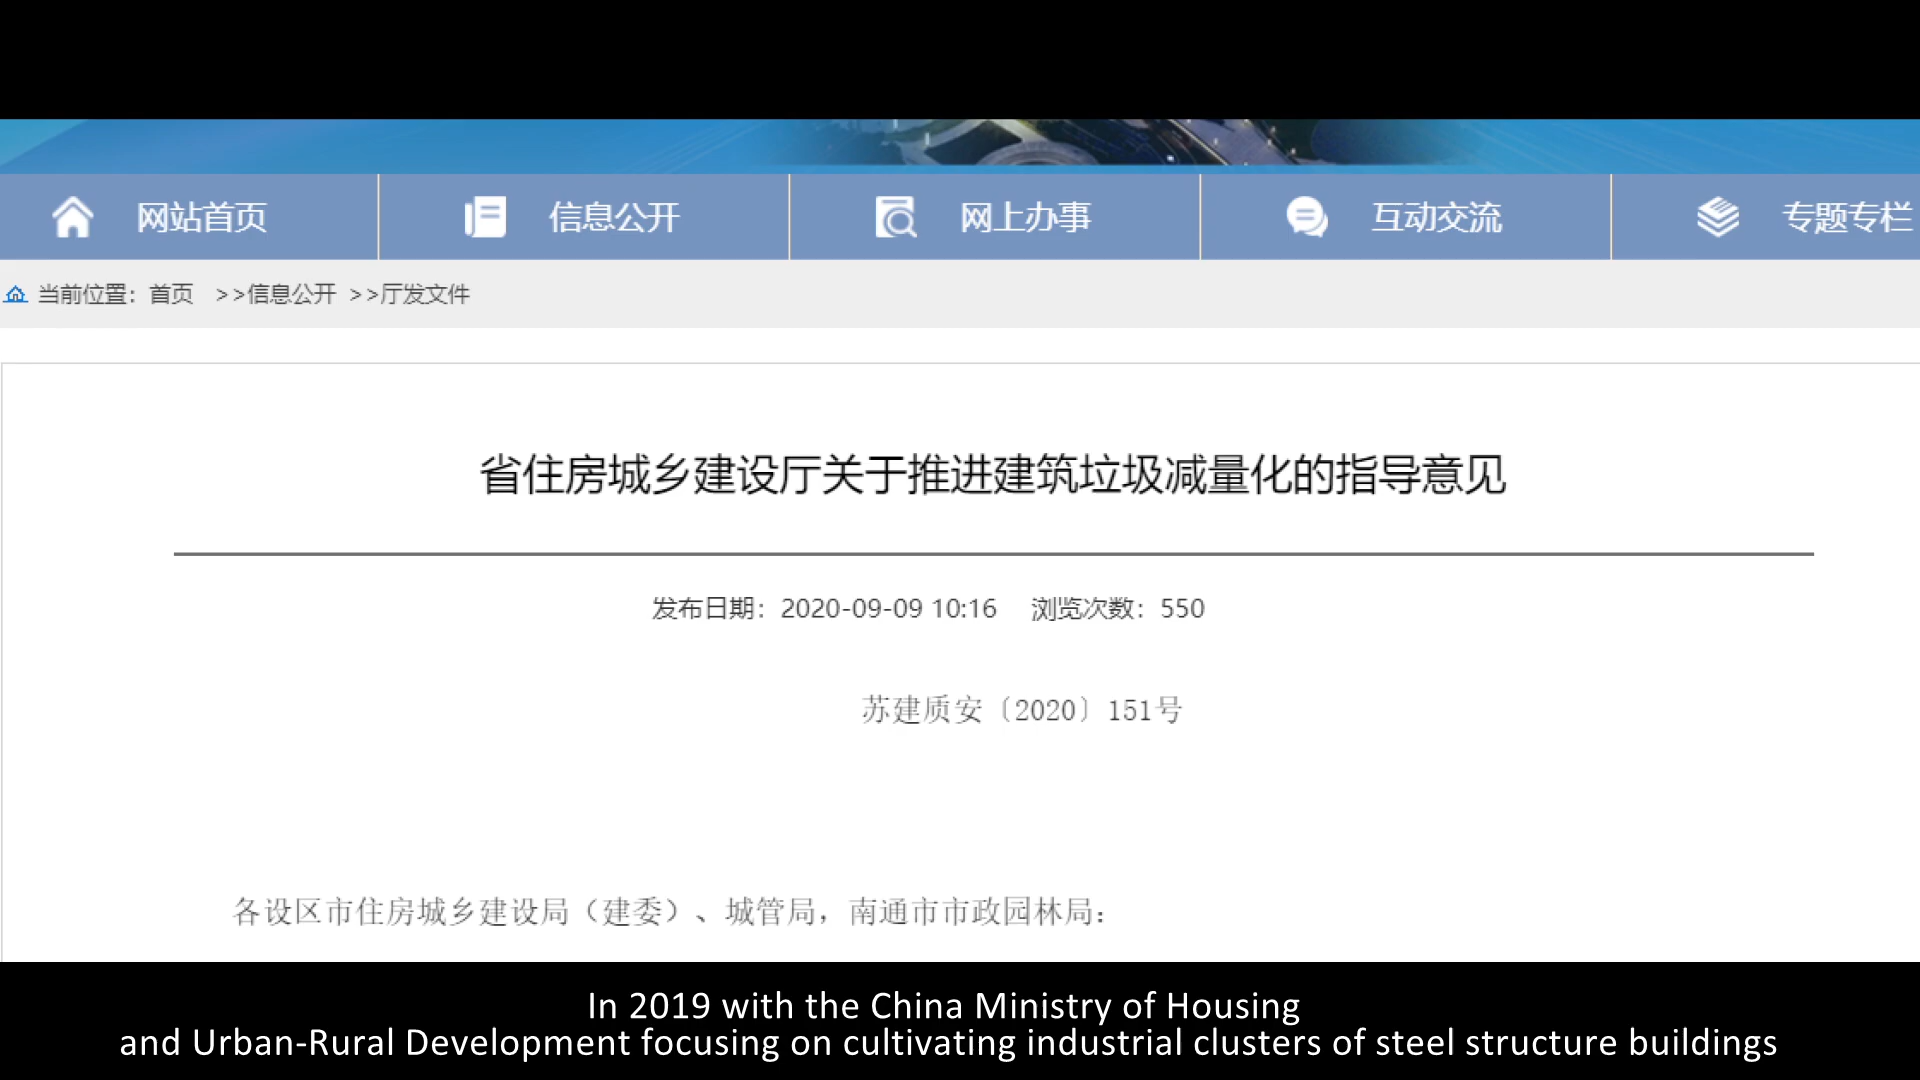 网站首页
信息公开
网上办事
互动交流
专题专栏
当前位置：首页 >>信息公开 >>厅发文件
省住房城乡建设厅关于推进建筑垃圾减量化的指导意见
发布日期：2020-09-09 10:16 浏览次数：550
苏建质安〔2020〕151号
各设区市住房城乡建设局（建委）、城管局，南通市市政园林局：
In 2019 with the China Ministry of Housing
and Urban-Rural Development focusing on cultivating industrial clusters of steel structure buildings